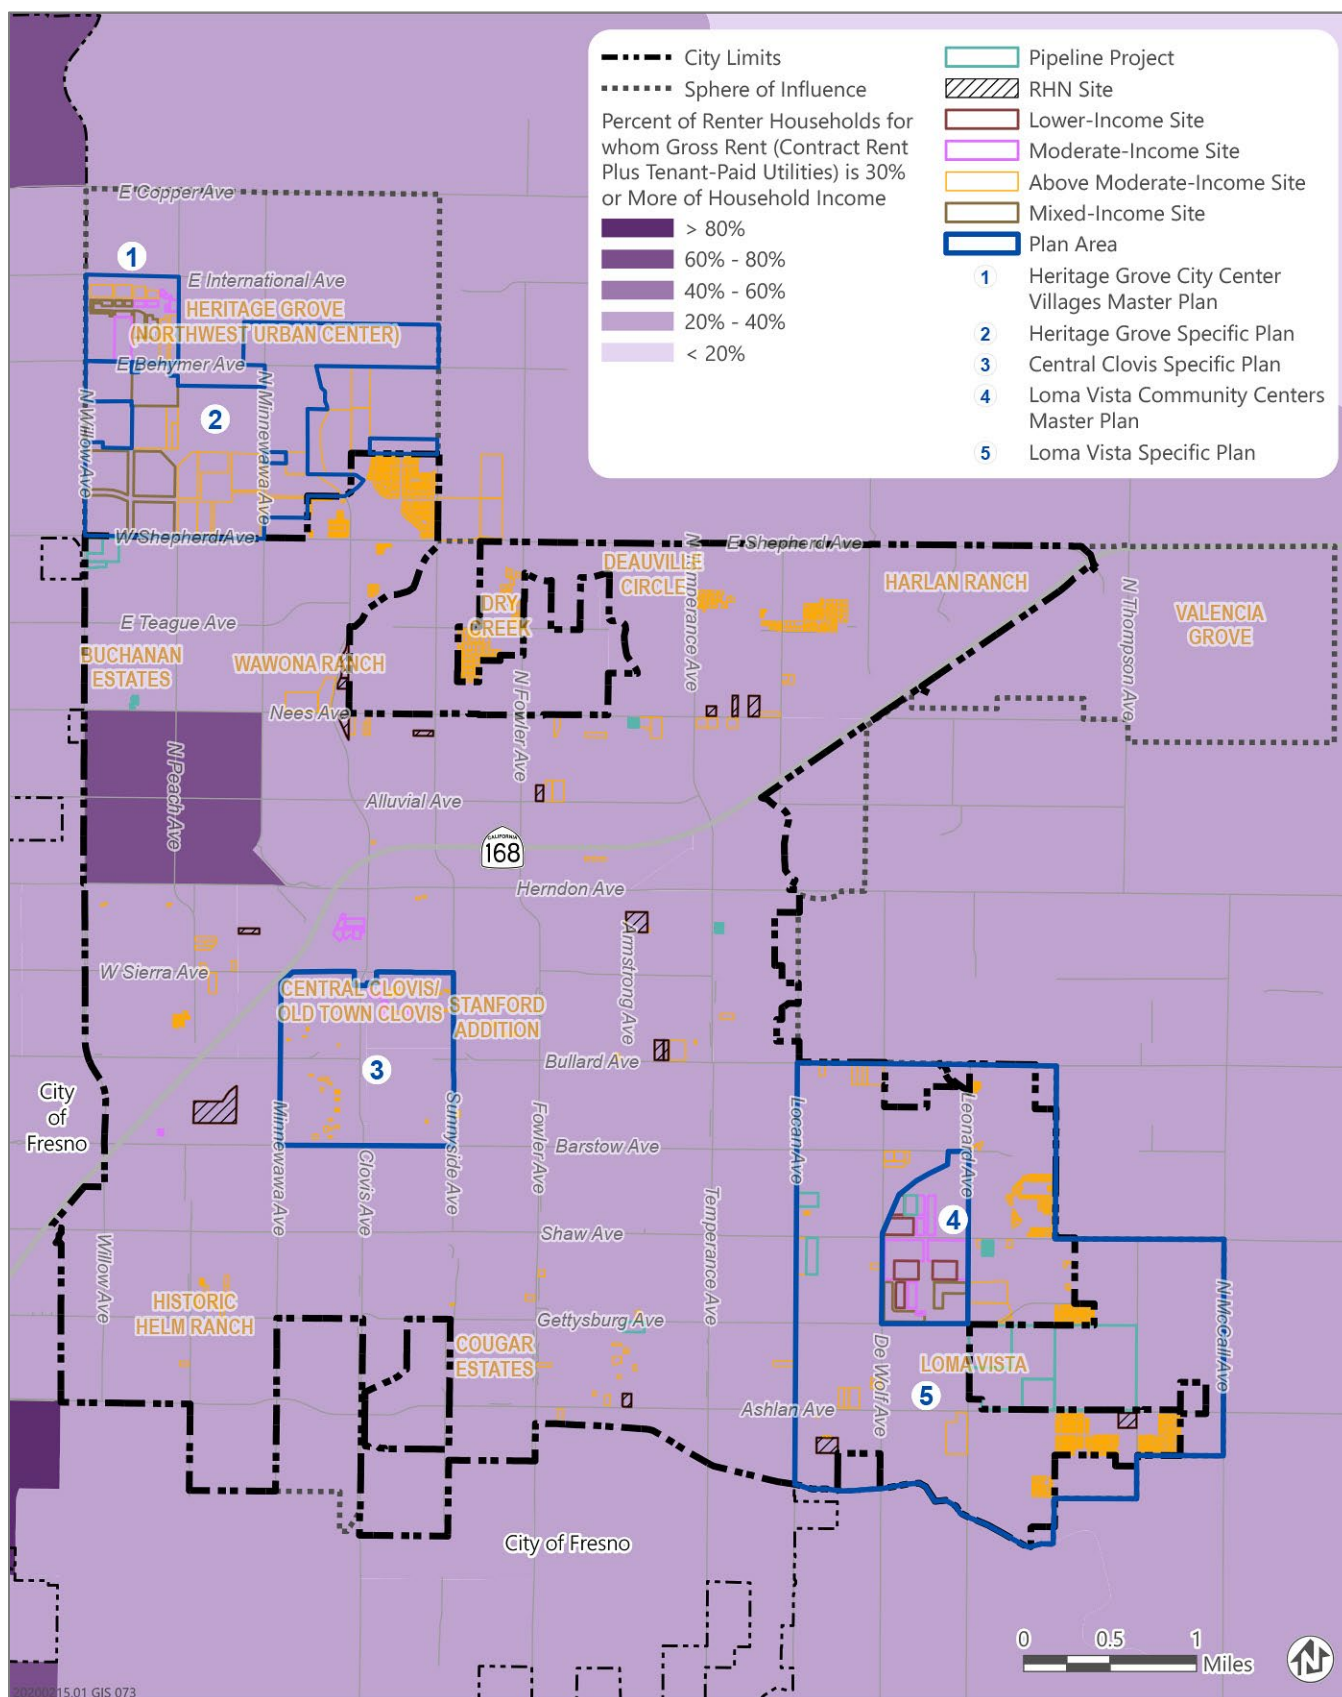 City Limits
Sphere of Influence
Percent of Renter Households for
whom Gross Rent (Contract Rent
Plus Tenant-Paid Utilities) is 30%
or More of Household Income
> 80%
60% - 80%
40% - 60%
20% - 40%
< 20%
Pipeline Project
RHN Site
Lower-Income Site
Moderate-Income Site
Above Moderate-Income Site
Mixed-Income Site
Plan Area
1 Heritage Grove City Center
Villages Master Plan
2 Heritage Grove Specific Plan
3 Central Clovis Specific Plan
4 Loma Vista Community Centers
Master Plan
5 Loma Vista Specific Plan
E Copper Ave
1
E International Ave
HERITAGE GROVE
(NORTHWEST URBAN CENTER)
E Behymer Ave
N Willow Ave
2
N Minnewawa Ave
W Shepherd Ave
E Shepherd Ave
DEAUVILLE
CIRCLE
N Temperance Ave
HARLAN RANCH
N Thompson Ave
VALENCIA
GROVE
DRY
CREEK
E Teague Ave
BUCHANAN
ESTATES
WAWONA RANCH
Nees Ave
N Fowler Ave
N Peach Ave
Alluvial Ave
CALIFORNIA
168
Herndon Ave
Armstrong Ave
W Sierra Ave
CENTRAL CLOVIS/
OLD TOWN CLOVIS
STANFORD
ADDITION
3
Bullard Ave
City
of
Fresno
Minnewawa Ave
Clovis Ave
Sunnyside Ave
Fowler Ave
Barstow Ave
Locan Ave
Leonard Ave
Temperance Ave
4
Shaw Ave
Willow Ave
HISTORIC
HELM RANCH
Gettysburg Ave
COUGAR
ESTATES
De Wolf Ave
LOMA VISTA
N McCall Ave
5
Ashlan Ave
City of Fresno
0 0.5 1
Miles
N
20200215.01 GIS 073